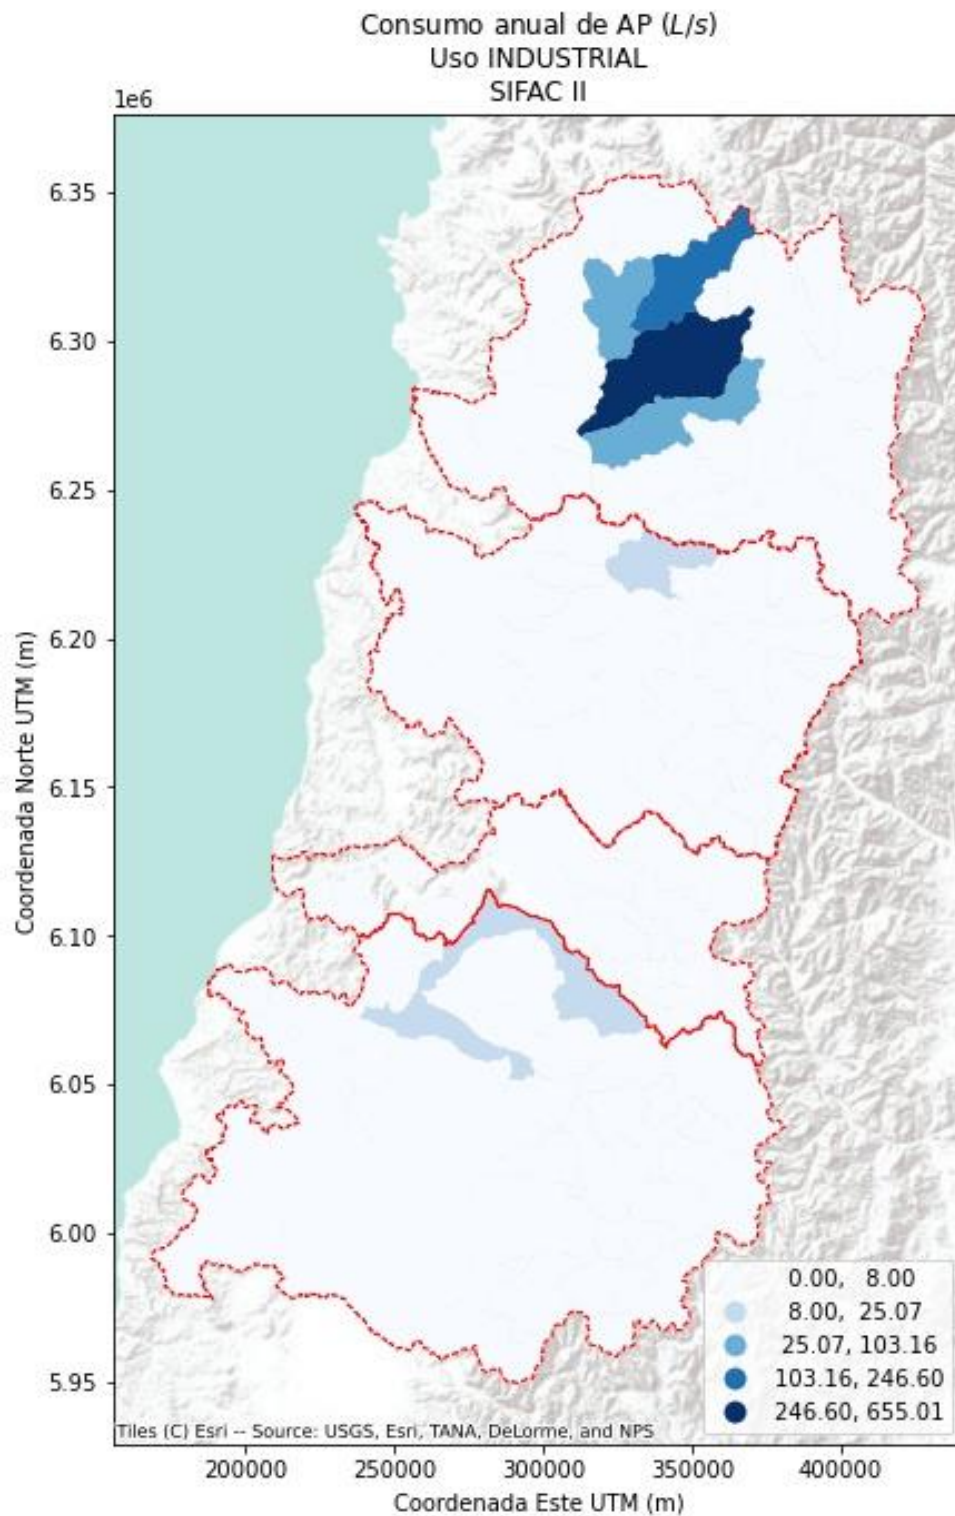 Consumo anual de AP (L/s)
Uso INDUSTRIAL
SIFAC II
1e6
6.35
6.30
6.25
6.20
6.15
6.10
6.05
6.00
5.95
Coordenada Norte UTM (m)
0.00, 8.00
8.00, 25.07
25.07, 103.16
103.16, 246.60
246.60, 655.01
Tiles (C) Esri -- Source: USGS, Esri, TANA, DeLorme, and NPS
200000 250000 300000 350000 400000
Coordenada Este UTM (m)